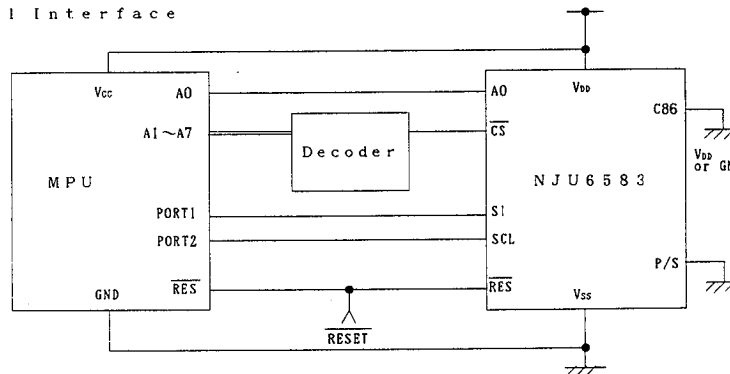 l Interface
Vcc
A0
A1~A7
MPU
PORT1
PORT2
GND
RES
Decoder
RESET
A0
VDD
C86
CS
VDD
or GN
NJU6583
SI
SCL
P/S
RES
Vss